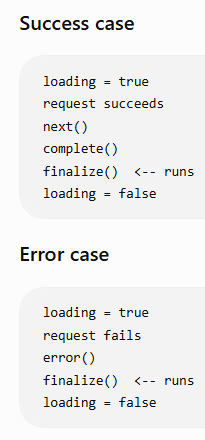 Success case
loading = true
request succeeds
next()
complete()
finalize()  <-- runs
loading = false
Error case
loading = true
request fails
error()
finalize()  <-- runs
loading = false